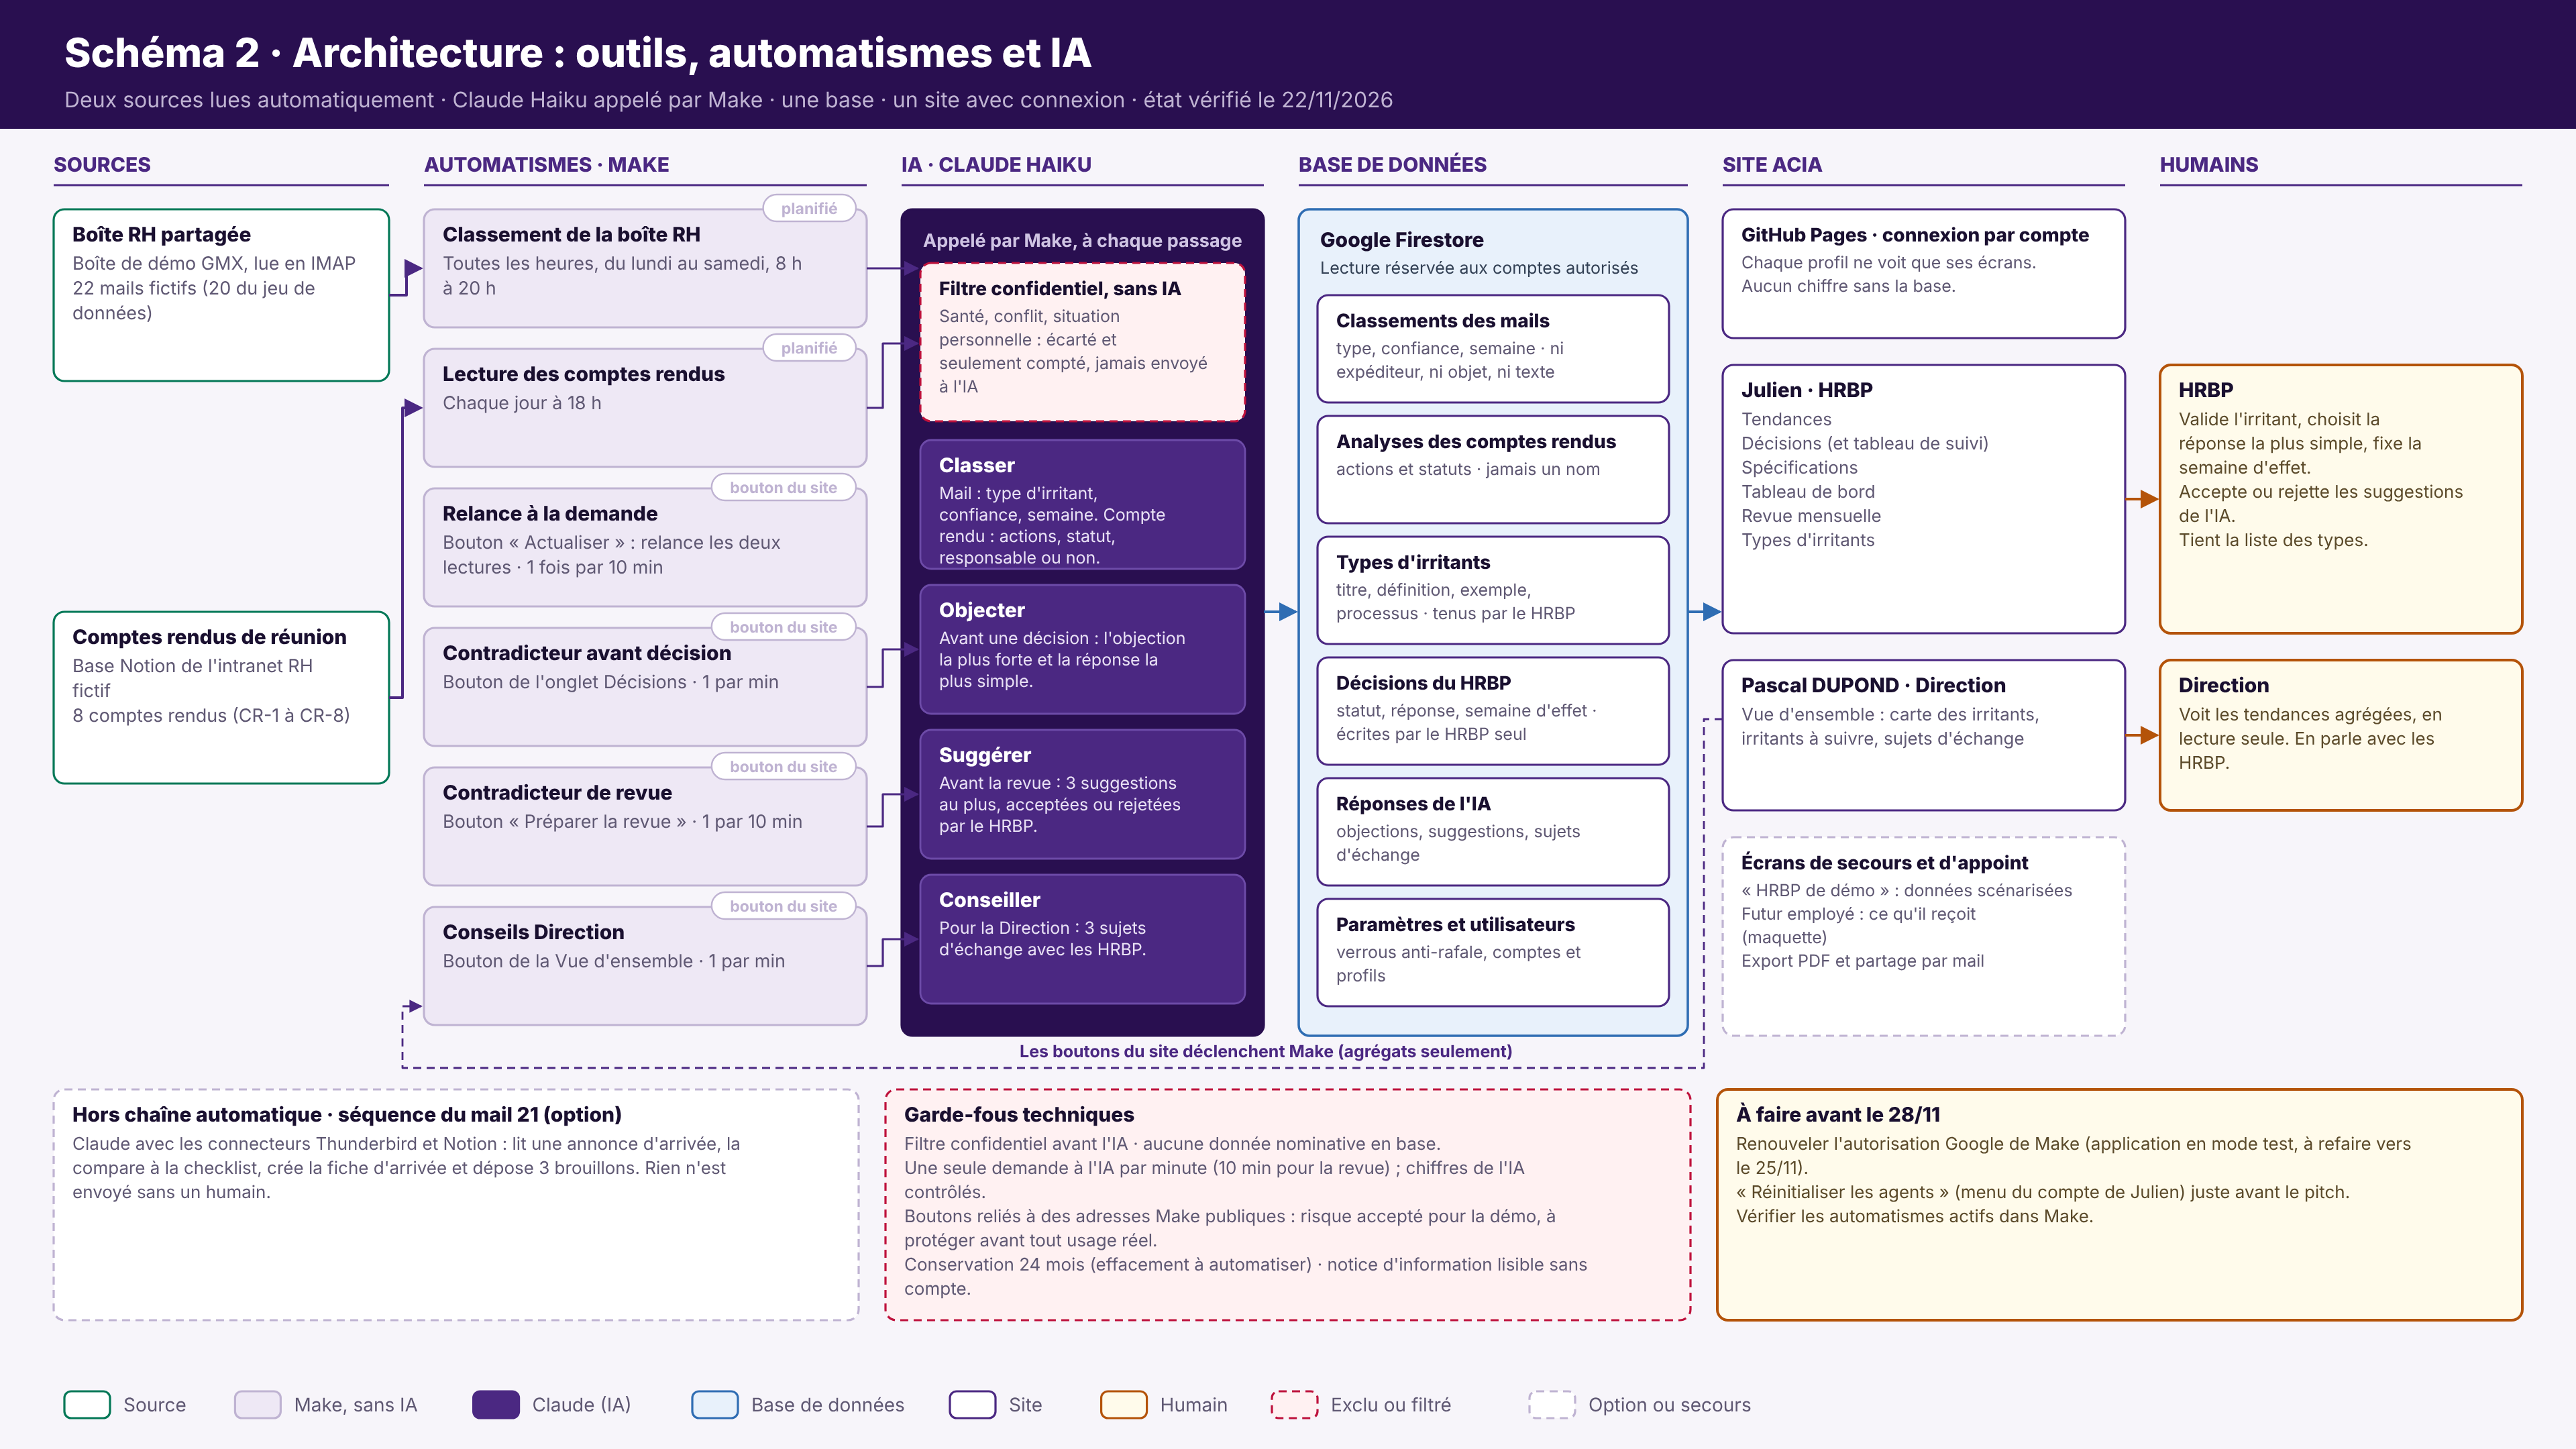 Schéma 2 · Architecture : outils, automatismes et IA
Deux sources lues automatiquement · Claude Haiku appelé par Make · une base · un site avec connexion · état vérifié le 22/11/2026
SOURCES
Boîte RH partagée
Boîte de démo GMX, lue en IMAP
22 mails fictifs (20 du jeu de
données)
Comptes rendus de réunion
Base Notion de l'intranet RH
fictif
8 comptes rendus (CR-1 à CR-8)
AUTOMATISMES · MAKE
planifié
Classement de la boîte RH
Toutes les heures, du lundi au samedi, 8 h
à 20 h
planifié
Lecture des comptes rendus
Chaque jour à 18 h
bouton du site
Relance à la demande
Bouton « Actualiser » : relance les deux
lectures · 1 fois par 10 min
bouton du site
Contradicteur avant décision
Bouton de l'onglet Décisions · 1 par min
bouton du site
Contradicteur de revue
Bouton « Préparer la revue » · 1 par 10 min
bouton du site
Conseils Direction
Bouton de la Vue d'ensemble · 1 par min
IA · CLAUDE HAIKU
Appelé par Make, à chaque passage
Filtre confidentiel, sans IA
Santé, conflit, situation
personnelle : écarté et
seulement compté, jamais envoyé
à l'IA
Classer
Mail : type d'irritant,
confiance, semaine. Compte
rendu : actions, statut,
responsable ou non.
Objecter
Avant une décision : l'objection
la plus forte et la réponse la
plus simple.
Suggérer
Avant la revue : 3 suggestions
au plus, acceptées ou rejetées
par le HRBP.
Conseiller
Pour la Direction : 3 sujets
d'échange avec les HRBP.
BASE DE DONNÉES
Google Firestore
Lecture réservée aux comptes autorisés
Classements des mails
type, confiance, semaine · ni
expéditeur, ni objet, ni texte
Analyses des comptes rendus
actions et statuts · jamais un nom
Types d'irritants
titre, définition, exemple,
processus · tenus par le HRBP
Décisions du HRBP
statut, réponse, semaine d'effet ·
écrites par le HRBP seul
Réponses de l'IA
objections, suggestions, sujets
d'échange
Paramètres et utilisateurs
verrous anti-rafale, comptes et
profils
SITE ACIA
GitHub Pages · connexion par compte
Chaque profil ne voit que ses écrans.
Aucun chiffre sans la base.
Julien · HRBP
Tendances
Décisions (et tableau de suivi)
Spécifications
Tableau de bord
Revue mensuelle
Types d'irritants
Pascal DUPOND · Direction
Vue d'ensemble : carte des irritants,
irritants à suivre, sujets d'échange
Écrans de secours et d'appoint
« HRBP de démo » : données scénarisées
Futur employé : ce qu'il reçoit
(maquette)
Export PDF et partage par mail
HUMAINS
HRBP
Valide l'irritant, choisit la
réponse la plus simple, fixe la
semaine d'effet.
Accepte ou rejette les suggestions
de l'IA.
Tient la liste des types.
Direction
Voit les tendances agrégées, en
lecture seule. En parle avec les
HRBP.
Les boutons du site déclenchent Make (agrégats seulement)
Hors chaîne automatique · séquence du mail 21 (option)
Claude avec les connecteurs Thunderbird et Notion : lit une annonce d'arrivée, la
compare à la checklist, crée la fiche d'arrivée et dépose 3 brouillons. Rien n'est
envoyé sans un humain.
Garde-fous techniques
Filtre confidentiel avant l'IA · aucune donnée nominative en base.
Une seule demande à l'IA par minute (10 min pour la revue) ; chiffres de l'IA
contrôlés.
Boutons reliés à des adresses Make publiques : risque accepté pour la démo, à
protéger avant tout usage réel.
Conservation 24 mois (effacement à automatiser) · notice d'information lisible sans
compte.
À faire avant le 28/11
Renouveler l'autorisation Google de Make (application en mode test, à refaire vers
le 25/11).
« Réinitialiser les agents » (menu du compte de Julien) juste avant le pitch.
Vérifier les automatismes actifs dans Make.
Source
Make, sans IA
Claude (IA)
Base de données
Site
Humain
Exclu ou filtré
Option ou secours